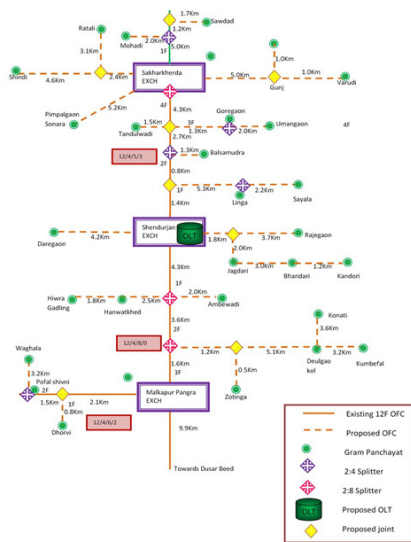 1.7Km
Sawdad
Ratali
1.2Km
2.0Km
Mohadi
5.0Km
3.1Km
1F
1.0Km
Shindi
2.4Km
Sakharkherda
EXCH
5.0Km
1.0Km
4.6Km
Gunj
Varudi
5.2Km
4F
Pimpalgaon
Sonara
4.3Km
Goregaon
1.5Km
3F
1.3Km
2.0Km
Umangaon
4F
Tandulwadi
2.7Km
12/4/5/3
1.3Km
2F
Balsamudra
0.8Km
1F
5.3Km
2.2Km
1.4Km
Linga
Sayala
Shendurjan
EXCH
OLT
4.2Km
1.8Km
3.7Km
Rajegaon
Daregaon
2.0Km
4.3Km
Jagdari
3.0Km
Bhandari
1.2Km
Kandori
1F
Hiwra
Gadling
1.8Km
Hanwatkhed
2.5Km
2.0Km
Ambewadi
3.6Km
2F
Konati
12/4/8/0
3.6Km
Waghala
1.2Km
5.1Km
Deulgao
kol
3.2Km
Kumbefal
1.6Km
3.2Km
3F
Pofal shivni
2F
0.5Km
1.5Km
1F
2.1Km
Malkapur Pangra
EXCH
Zotinga
0.8Km
Dhorvi
12/4/6/2
9.9Km
Towards Dusar Beed
Existing 12F OFC
Proposed OFC
Gram Panchayat
2:4 Splitter
2:8 Splitter
Proposed OLT
Proposed joint